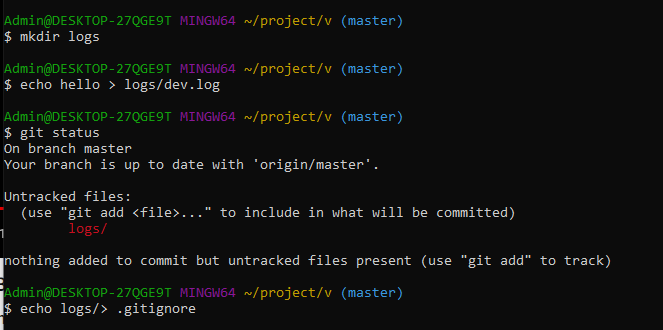 Admin@DESKTOP-27QGE9T MINGW64 ~/project/v (master)
$ mkdir logs
Admin@DESKTOP-27QGE9T MINGW64 ~/project/v (master)
$ echo hello > logs/dev.log
Admin@DESKTOP-27QGE9T MINGW64 ~/project/v (master)
$ git status
On branch master
Your branch is up to date with 'origin/master'.
Untracked files:
(use "git add <file>..." to include in what will be committed)
logs/
nothing added to commit but untracked files present (use "git add" to track)
Admin@DESKTOP-27QGE9T MINGW64 ~/project/v (master)
$ echo logs/> .gitignore